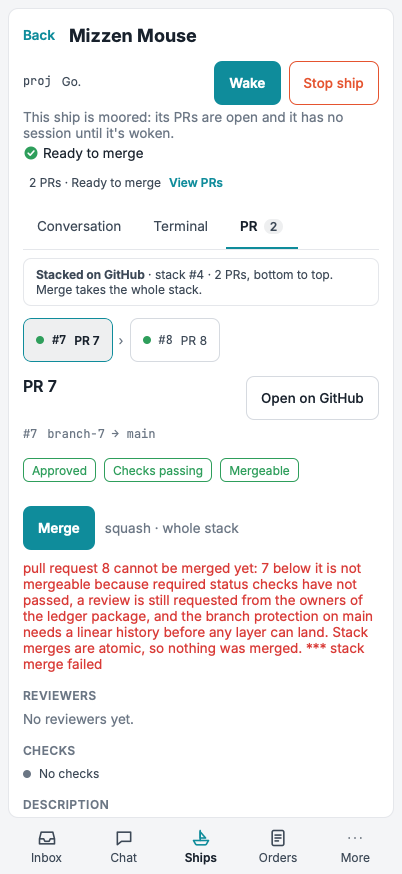 Back Mizzen Mouse
proj Go.
Wake
Stop ship
This ship is moored: its PRs are open and it has no
session until it's woken.
Ready to merge
2 PRs · Ready to merge View PRs
Conversation Terminal PR 2
Stacked on GitHub · stack #4 · 2 PRs, bottom to top.
Merge takes the whole stack.
#7 PR 7 › #8 PR 8
PR 7
Open on GitHub
#7 branch-7 → main
Approved Checks passing Mergeable
Merge squash · whole stack
pull request 8 cannot be merged yet: 7 below it is not
mergeable because required status checks have not
passed, a review is still requested from the owners of
the ledger package, and the branch protection on main
needs a linear history before any layer can land. Stack
merges are atomic, so nothing was merged. *** stack
merge failed
REVIEWERS
No reviewers yet.
CHECKS
No checks
DESCRIPTION
Inbox Chat Ships Orders More